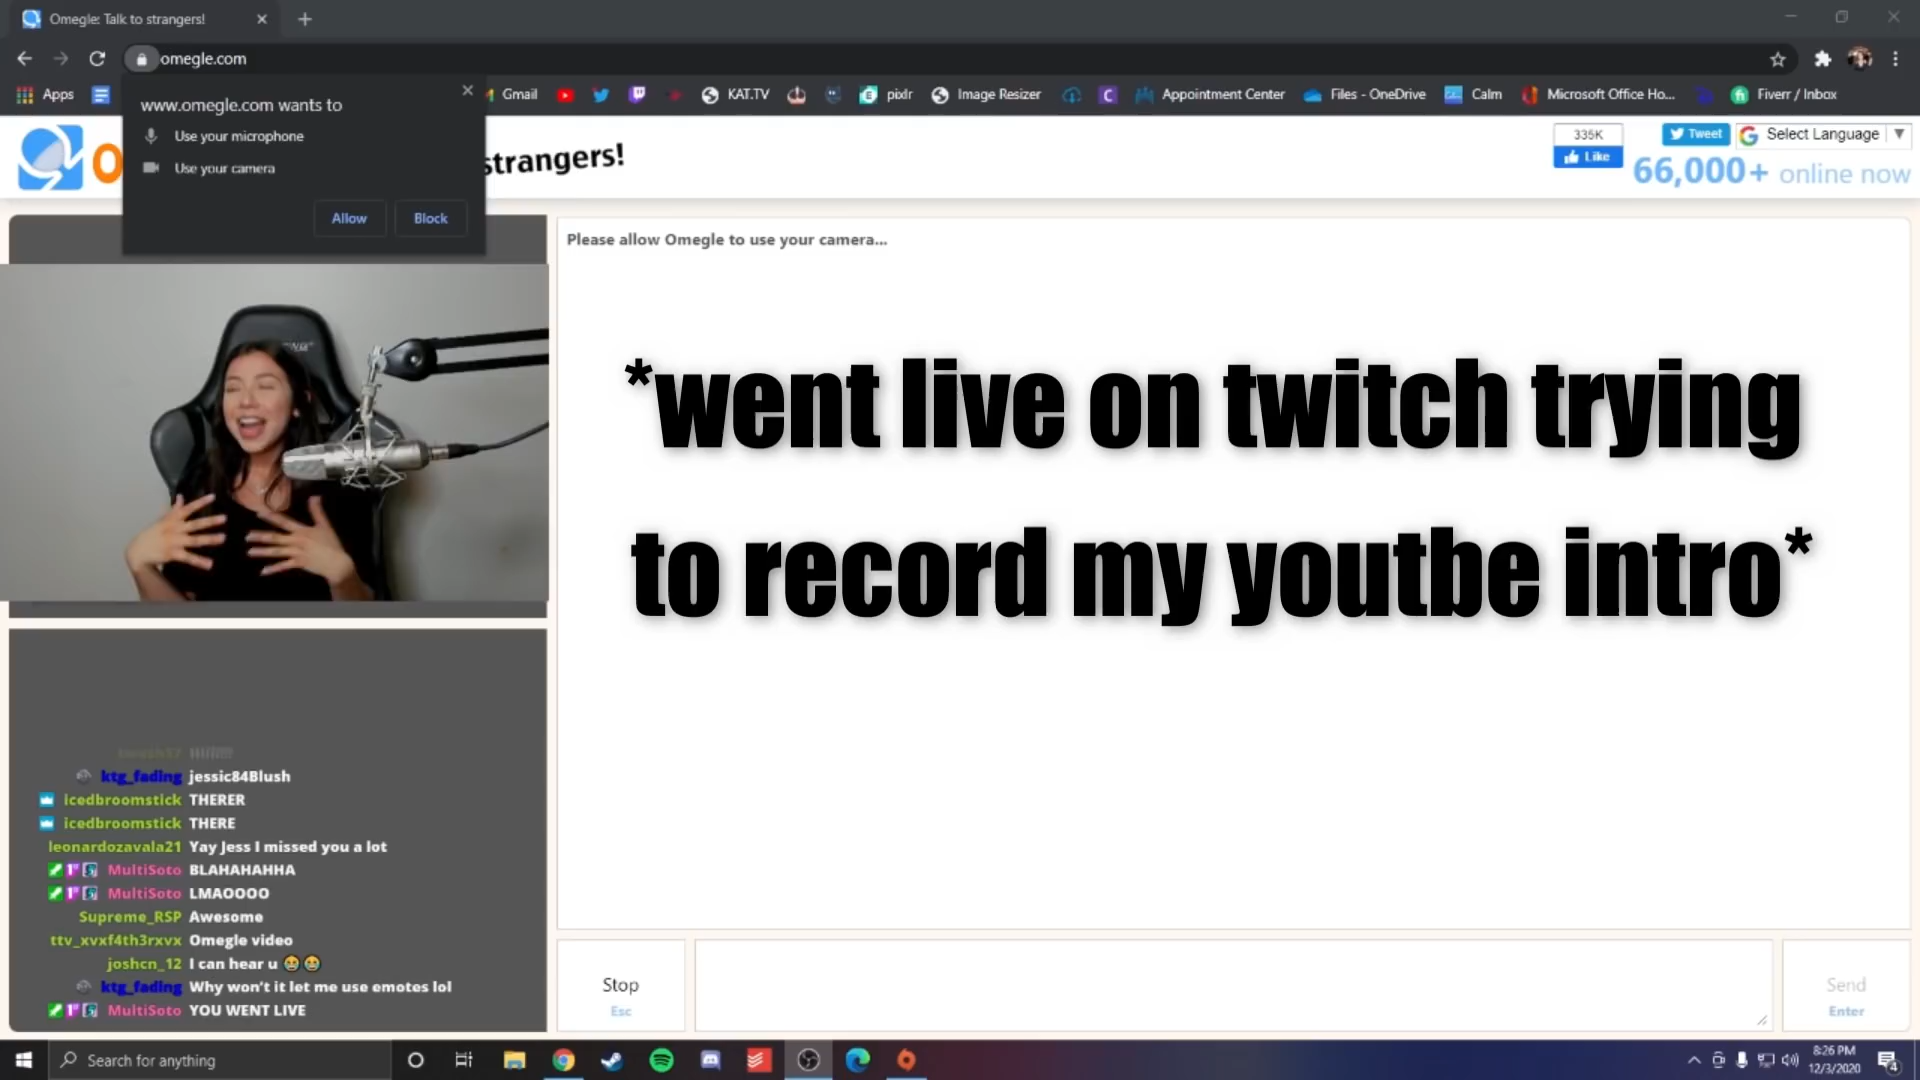 Omegle: Talk to strangers!
omegle.com
Apps
Gmail
KAT.TV
pixlr
Image Resizer
Appointment Center
Files - OneDrive
Calm
Microsoft Office Ho...
Fiverr / Inbox
www.omegle.com wants to
Use your microphone
Use your camera
Allow
Block
strangers!
335K
Like
Tweet
Select Language
66,000+ online now
Please allow Omegle to use your camera...
*went live on twitch trying
to record my youtbe intro*
ktg_fading jessic84Blush
icedbroomstick THERER
icedbroomstick THERE
leonardozavala21 Yay Jess I missed you a lot
MultiSoto BLAHAHAHHA
MultiSoto LMAOOOO
Supreme_RSP Awesome
ttv_xvxf4th3rxvx Omegle video
joshcn_12 I can hear u 😭😭
ktg_fading Why won't it let me use emotes lol
MultiSoto YOU WENT LIVE
Stop
Esc
Send
Enter
Search for anything
8:26 PM
12/3/2020
4